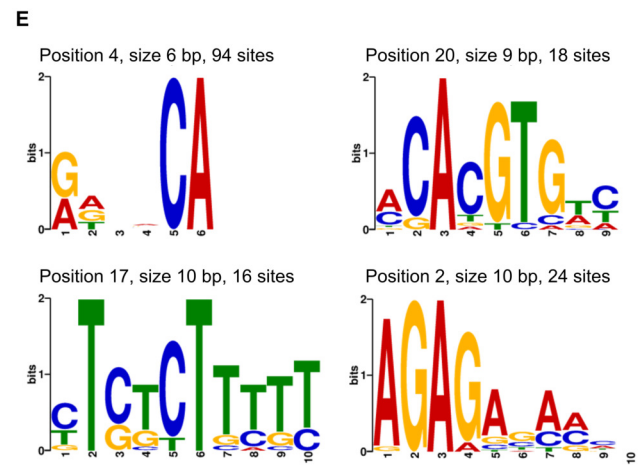 E
Position 4, size 6 bp, 94 sites
Position 20, size 9 bp, 18 sites
2
1
0
bits
1 2 3 4 5 6
G A A G T C A
2
1
0
bits
1 2 3 4 5 6 7 8 9
A C C G A C T A G T T C G C A T A C T A
Position 17, size 10 bp, 16 sites
Position 2, size 10 bp, 24 sites
2
1
0
bits
1 2 3 4 5 6 7 8 9 10
C T G T C G T G C C T T T G C T C A T G C T C
2
1
0
bits
1 2 3 4 5 6 7 8 9 10
A G G A G A A C G C A C A C G C A